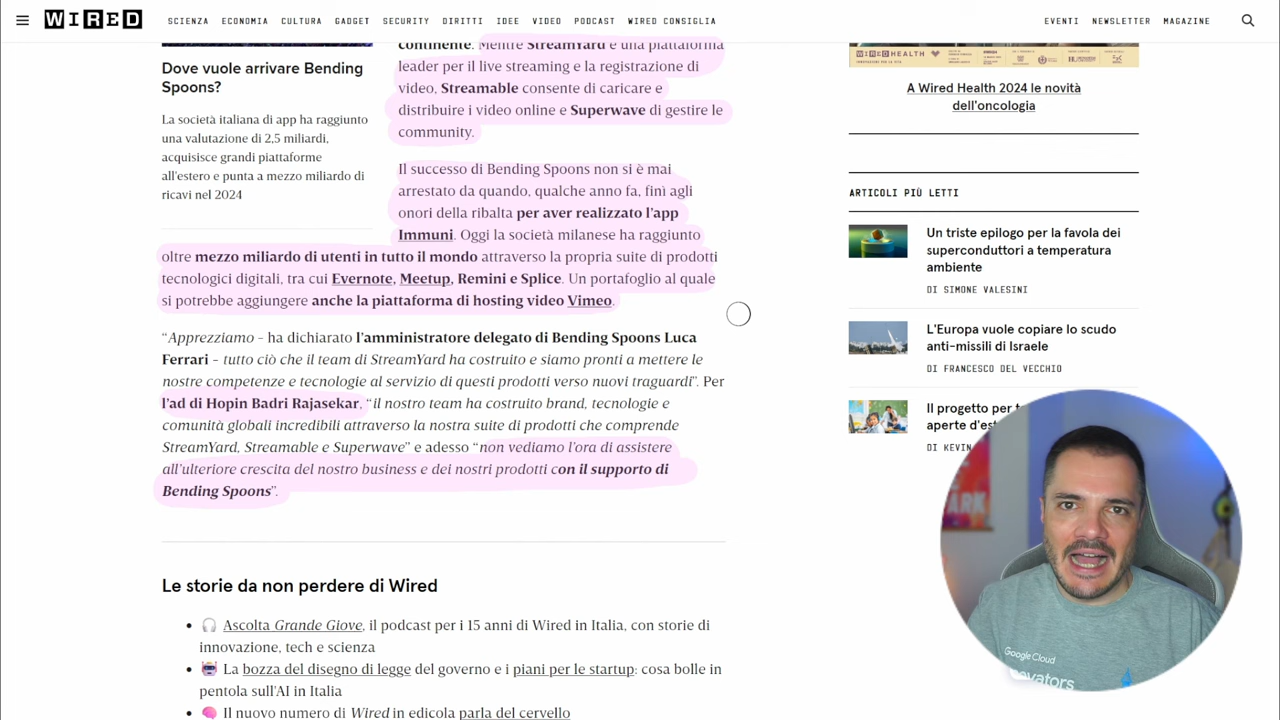 WIRED
SCIENZA ECONOMIA CULTURA GADGET SECURITY DIRITTI IDEE VIDEO PODCAST WIRED CONSIGLIA
EVENTI NEWSLETTER MAGAZINE
Dove vuole arrivare Bending
Spoons?
La società italiana di app ha raggiunto
una valutazione di 2,5 miliardi,
acquisisce grandi piattaforme
all'estero e punta a mezzo miliardo di
ricavi nel 2024
continente. Mentre StreamYard è una piattaforma
leader per il live streaming e la registrazione di
video, Streamable consente di caricare e
distribuire i video online e Superwave di gestire le
community.
Il successo di Bending Spoons non si è mai
arrestato da quando, qualche anno fa, finì agli
onori della ribalta per aver realizzato l'app
Immuni. Oggi la società milanese ha raggiunto
oltre mezzo miliardo di utenti in tutto il mondo attraverso la propria suite di prodotti
tecnologici digitali, tra cui Evernote, Meetup, Remini e Splice. Un portafoglio al quale
si potrebbe aggiungere anche la piattaforma di hosting video Vimeo.
“Apprezziamo – ha dichiarato l'amministratore delegato di Bending Spoons Luca
Ferrari – tutto ciò che il team di StreamYard ha costruito e siamo pronti a mettere le
nostre competenze e tecnologie al servizio di questi prodotti verso nuovi traguardi”. Per
l'ad di Hopin Badri Rajasekar, “il nostro team ha costruito brand, tecnologie e
comunità globali incredibili attraverso la nostra suite di prodotti che comprende
StreamYard, Streamable e Superwave” e adesso “non vediamo l'ora di assistere
all'ulteriore crescita del nostro business e dei nostri prodotti con il supporto di
Bending Spoons”.
Le storie da non perdere di Wired
• 🎧 Ascolta Grande Giove, il podcast per i 15 anni di Wired in Italia, con storie di
innovazione, tech e scienza
• 🤖 La bozza del disegno di legge del governo e i piani per le startup: cosa bolle in
pentola sull'AI in Italia
• 🧠 Il nuovo numero di Wired in edicola parla del cervello
WIRED HEALTH
A Wired Health 2024 le novità
dell'oncologia
ARTICOLI PIÙ LETTI
Un triste epilogo per la favola dei
superconduttori a temperatura
ambiente
DI SIMONE VALESINI
L'Europa vuole copiare lo scudo
anti-missili di Israele
DI FRANCESCO DEL VECCHIO
Il progetto per
aperte d'est
DI KEVIN
Google Cloud